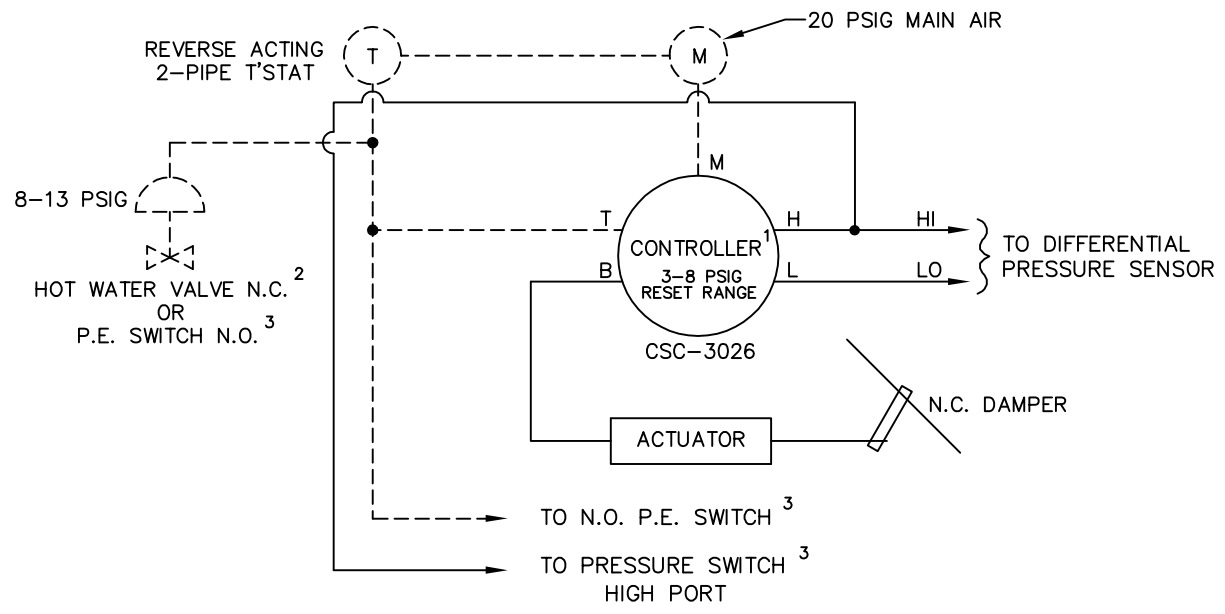 20 PSIG MAIN AIR
REVERSE ACTING
2-PIPE T'STAT
T
M
M
8-13 PSIG
T
H
HI
CONTROLLER 1
3-8 PSIG
RESET RANGE
B
L
LO
TO DIFFERENTIAL
PRESSURE SENSOR
HOT WATER VALVE N.C. 2
OR
P.E. SWITCH N.O. 3
CSC-3026
N.C. DAMPER
ACTUATOR
TO N.O. P.E. SWITCH 3
TO PRESSURE SWITCH 3
HIGH PORT